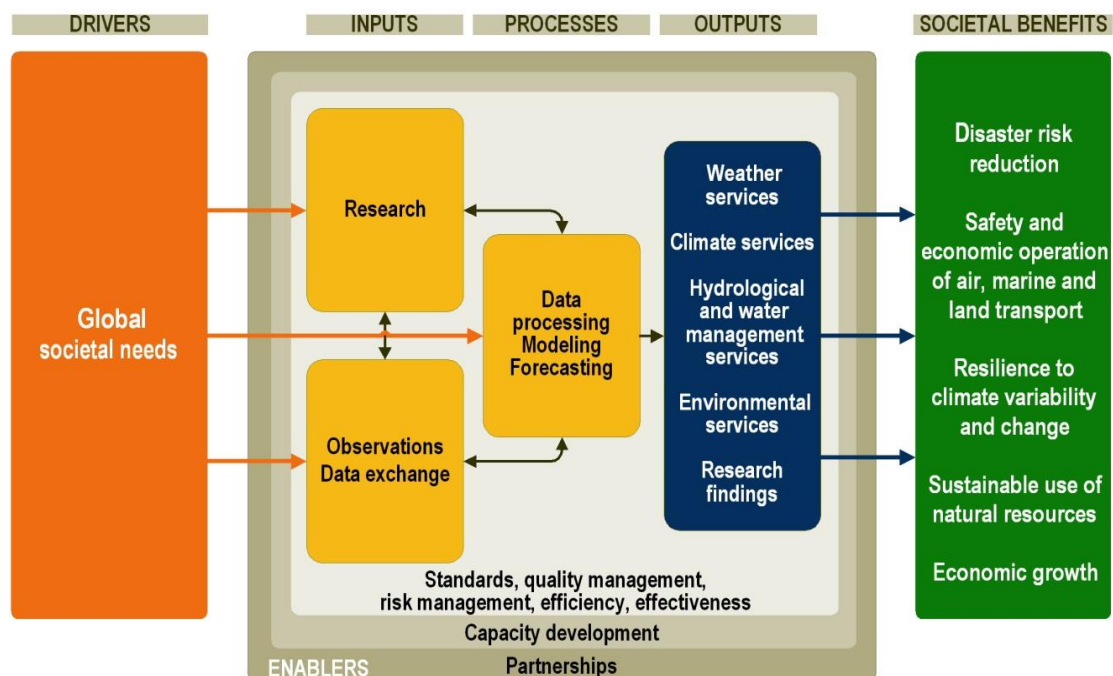 DRIVERS
INPUTS
PROCESSES
OUTPUTS
SOCIETAL BENEFITS
Global
societal needs
Research
Observations
Data exchange
Data
processing
Modeling
Forecasting
Weather
services
Climate services
Hydrological
and water
management
services
Environmental
services
Research
findings
Disaster risk
reduction
Safety and
economic operation
of air, marine and
land transport
Resilience to
climate variability
and change
Sustainable use of
natural resources
Economic growth
Standards, quality management,
risk management, efficiency, effectiveness
Capacity development
ENABLERS
Partnerships